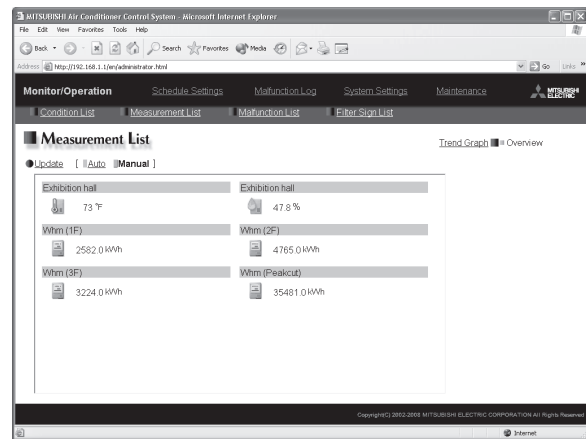 MITSUBISHI Air Conditioner Control System - Microsoft Internet Explorer
File Edit View Favorites Tools Help
Back Search Favorites Media
Address http://192.168.1.1/en/administrator.html Go Links »
Monitor/Operation Schedule Settings Malfunction Log System Settings Maintenance MITSUBISHI ELECTRIC
Condition List Measurement List Malfunction List Filter Sign List
Measurement List
Trend Graph Overview
Update [ Auto Manual ]
Exhibition hall Exhibition hall
73 °F 47.8 %
Whm (1F) Whm (2F)
2582.0 kWh 4765.0 kWh
Whm (3F) Whm (Peakcut)
3224.0 kWh 35481.0 kWh
Copyright(C) 2002-2008 MITSUBISHI ELECTRIC CORPORATION All Rights Reserved
Internet